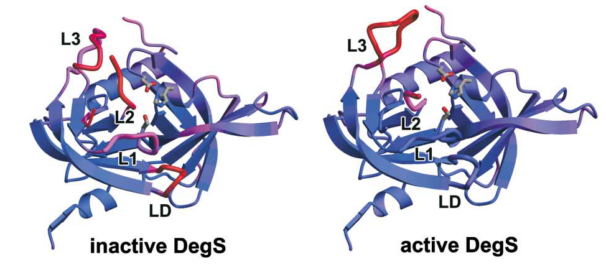 L3
L2
L1
LD
inactive DegS
L3
L2
L1
LD
active DegS